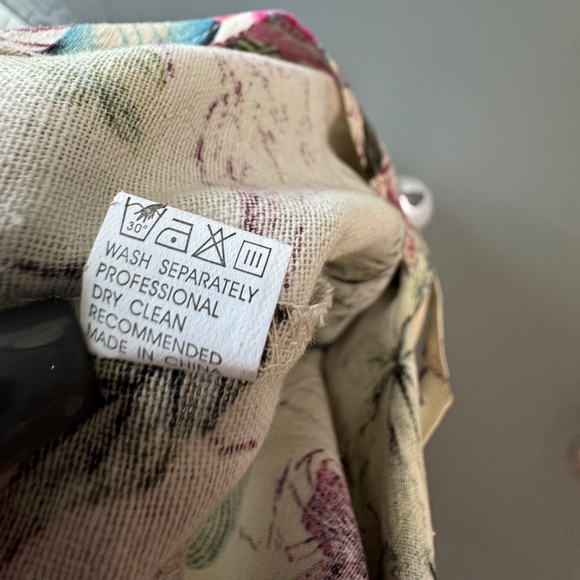 30°
WASH SEPARATELY
PROFESSIONAL
DRY CLEAN
RECOMMENDED
MADE IN CHINA